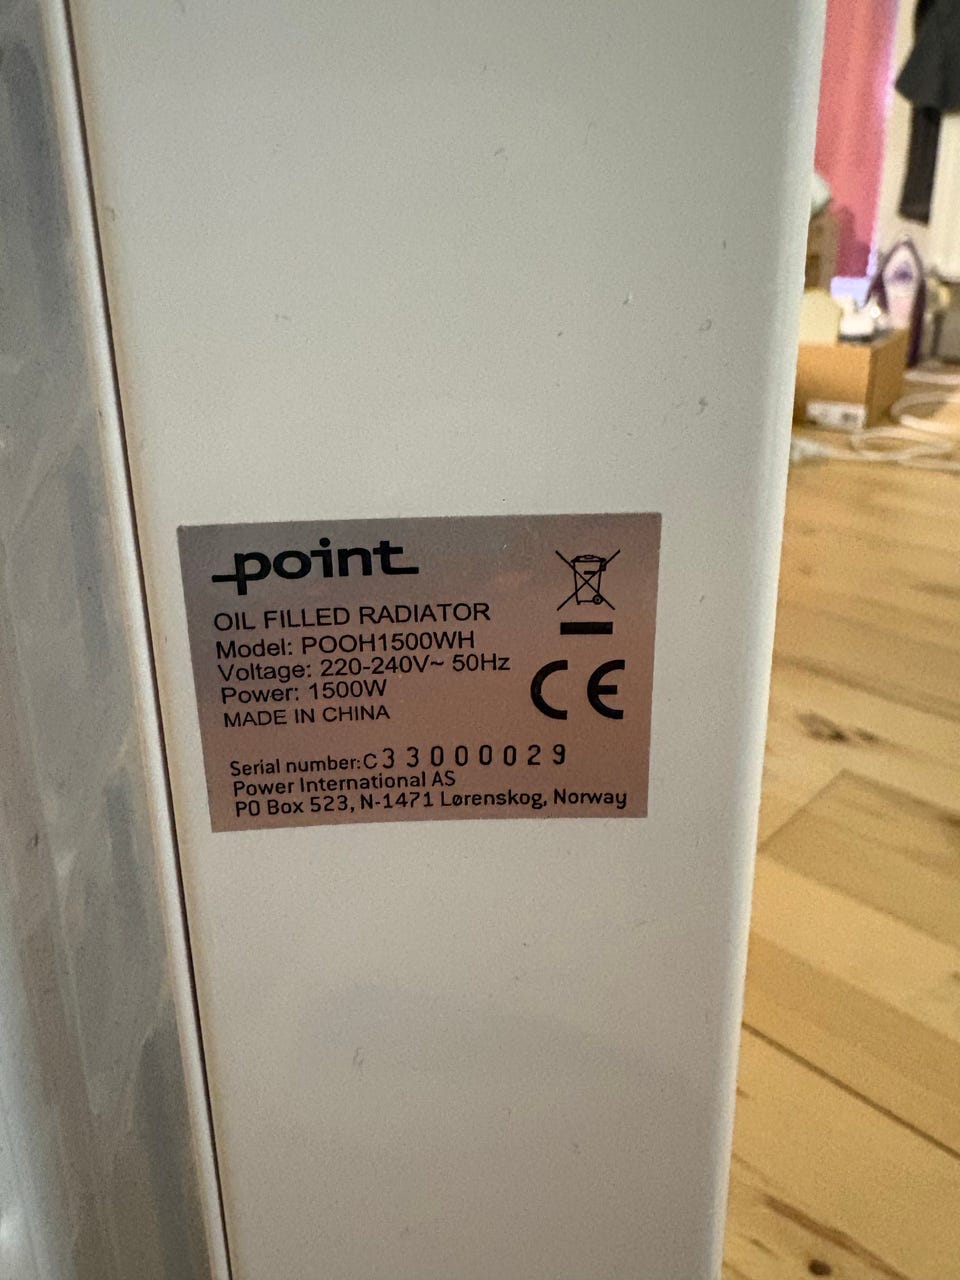 point
OIL FILLED RADIATOR
Model: POOH1500WH
Voltage: 220-240V~ 50Hz
Power: 1500W
MADE IN CHINA
CE
Serial number:C33000029
Power International AS
PO Box 523, N-1471 Lørenskog, Norway